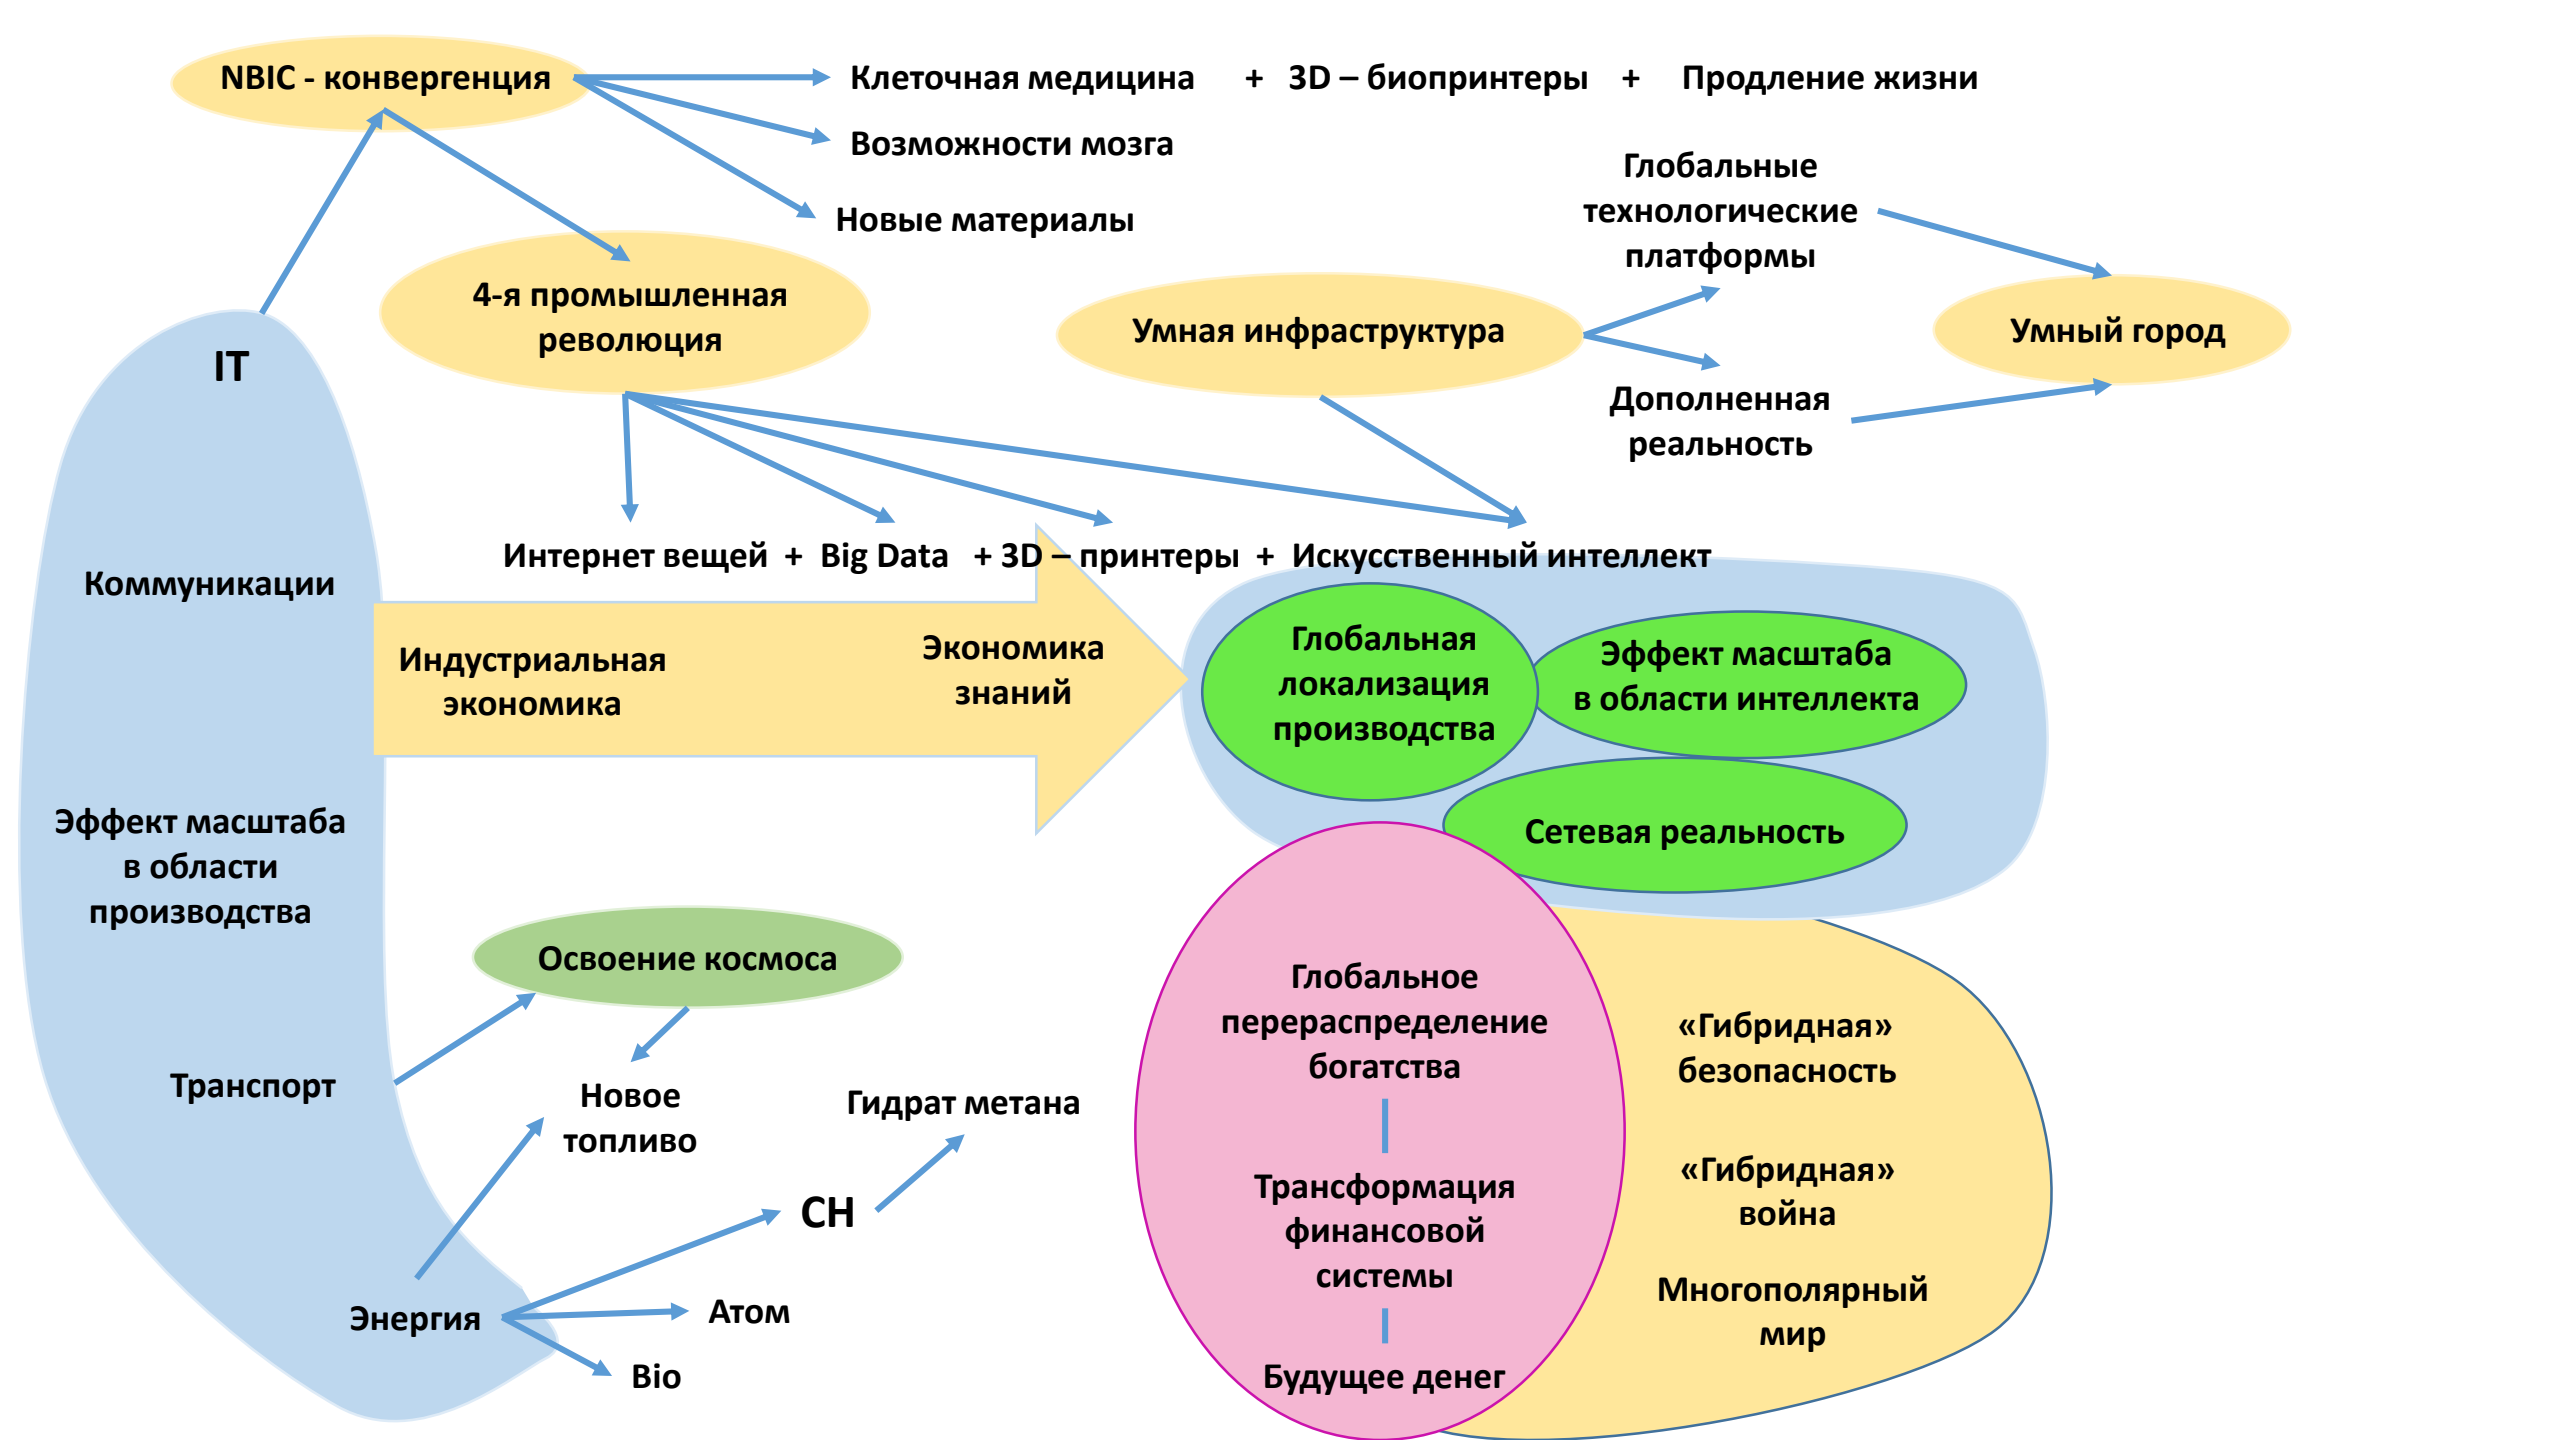 NBIC - конвергенция
Клеточная медицина + 3D – биопринтеры + Продление жизни
Возможности мозга
Новые материалы
Глобальные
технологические
платформы
4-я промышленная
революция
Умная инфраструктура
Умный город
Дополненная
реальность
IT
Коммуникации
Эффект масштаба
в области
производства
Транспорт
Энергия
Интернет вещей + Big Data + 3D – принтеры + Искусственный интеллект
Индустриальная
экономика
Экономика
знаний
Глобальная
локализация
производства
Эффект масштаба
в области интеллекта
Сетевая реальность
Освоение космоса
Новое
топливо
Гидрат метана
CH
Атом
Bio
Глобальное
перераспределение
богатства
Трансформация
финансовой
системы
Будущее денег
«Гибридная»
безопасность
«Гибридная»
война
Многополярный
мир